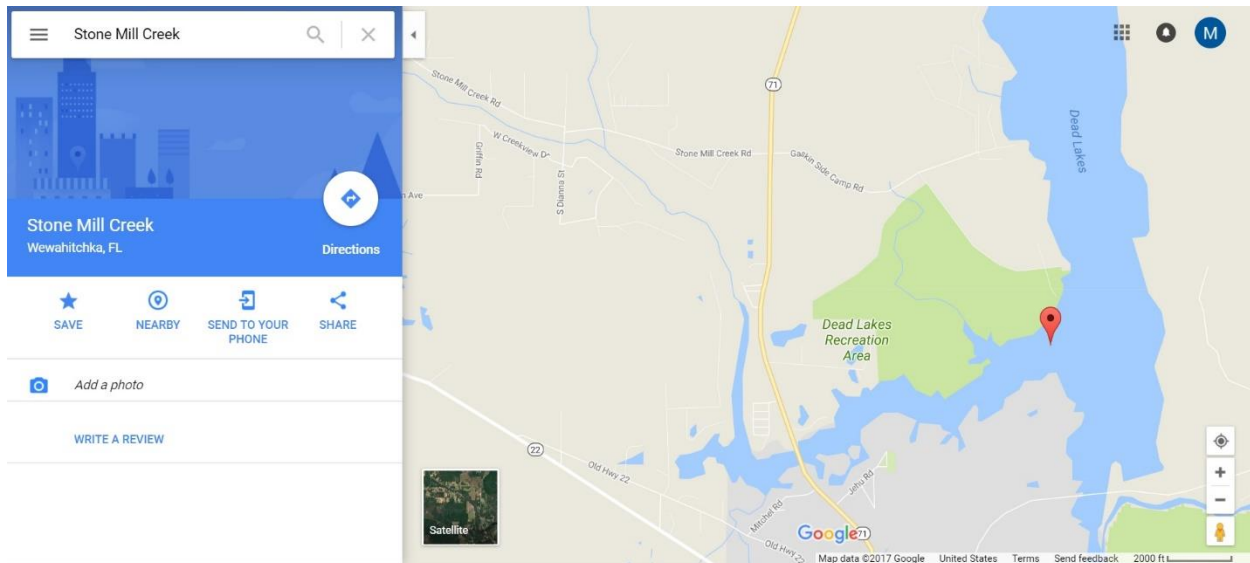 Stone Mill Creek
Stone Mill Creek
Wewahitchka, FL
Directions
SAVE
NEARBY
SEND TO YOUR
PHONE
SHARE
Add a photo
WRITE A REVIEW
M
Stone Mill Creek Rd
W Creekview D
Griffin Rd
S Dianna St
Ave
71
Stone Mill Creek Rd
Gaskin Side Camp Rd
Dead Lakes
Dead Lakes
Recreation
Area
22
Old Hwy 22
Jehu Rd
Mitchel Rd
Old Hwy 22
71
Satellite
Google
Map data ©2017 Google
United States
Terms
Send feedback
2000 ft